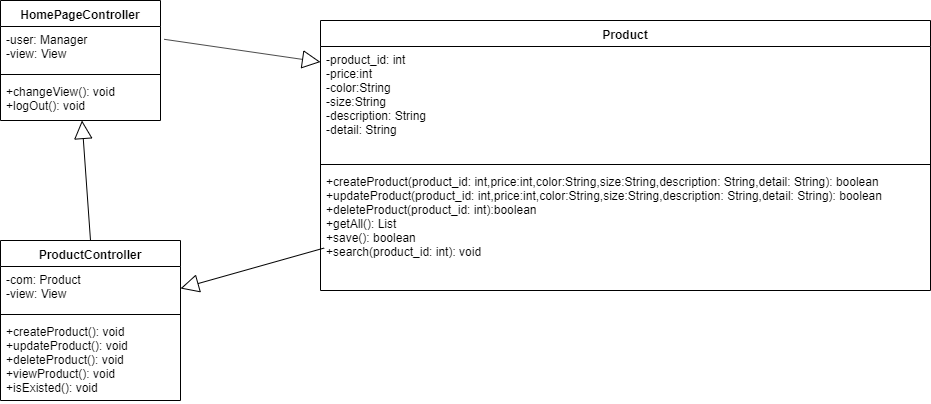 HomePageController
-user: Manager
-view: View
+changeView(): void
+logOut(): void
Product
-product_id: int
-price:int
-color:String
-size:String
-description: String
-detail: String
+createProduct(product_id: int,price:int,color:String,size:String,description: String,detail: String): boolean
+updateProduct(product_id: int,price:int,color:String,size:String,description: String,detail: String): boolean
+deleteProduct(product_id: int):boolean
+getAll(): List
+save(): boolean
+search(product_id: int): void
ProductController
-com: Product
-view: View
+createProduct(): void
+updateProduct(): void
+deleteProduct(): void
+viewProduct(): void
+isExisted(): void